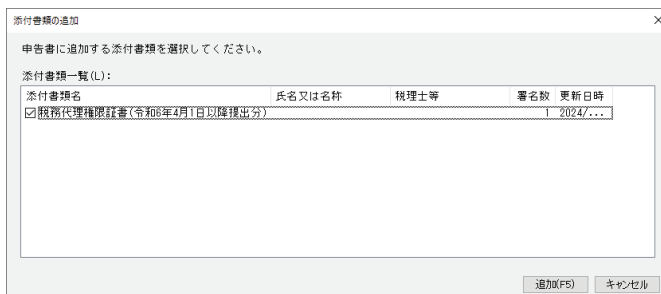 添付書類の追加
申告書に追加する添付書類を選択してください。
添付書類一覧(L):
添付書類名 氏名又は名称 税理士等 署名数 更新日時
税務代理権限証書(令和6年4月1日以降提出分) 1 2024/...
追加(F5) キャンセル